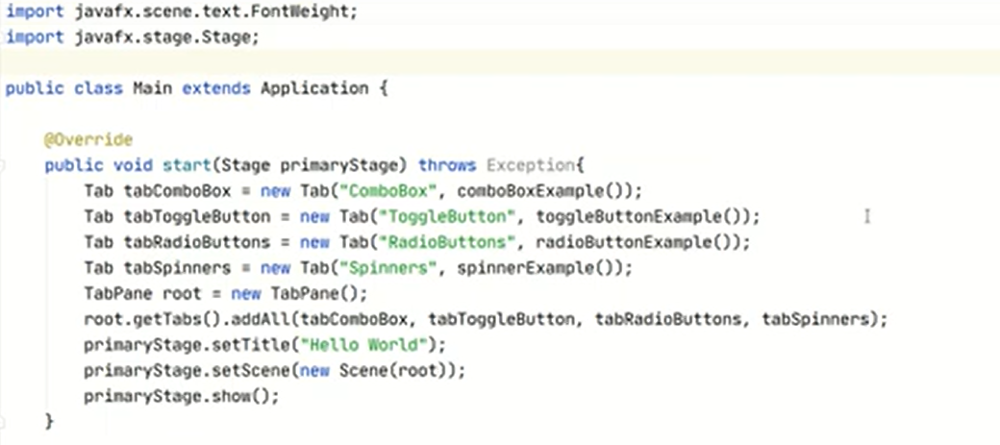 import javafx.scene.text.FontWeight;
import javafx.stage.Stage;
public class Main extends Application {
@Override
public void start(Stage primaryStage) throws Exception{
Tab tabComboBox = new Tab("ComboBox", comboBoxExample());
Tab tabToggleButton = new Tab("ToggleButton", toggleButtonExample());
Tab tabRadioButtons = new Tab("RadioButtons", radioButtonExample());
Tab tabSpinners = new Tab("Spinners", spinnerExample());
TabPane root = new TabPane();
root.getTabs().addAll(tabComboBox, tabToggleButton, tabRadioButtons, tabSpinners);
primaryStage.setTitle("Hello World");
primaryStage.setScene(new Scene(root));
primaryStage.show();
}